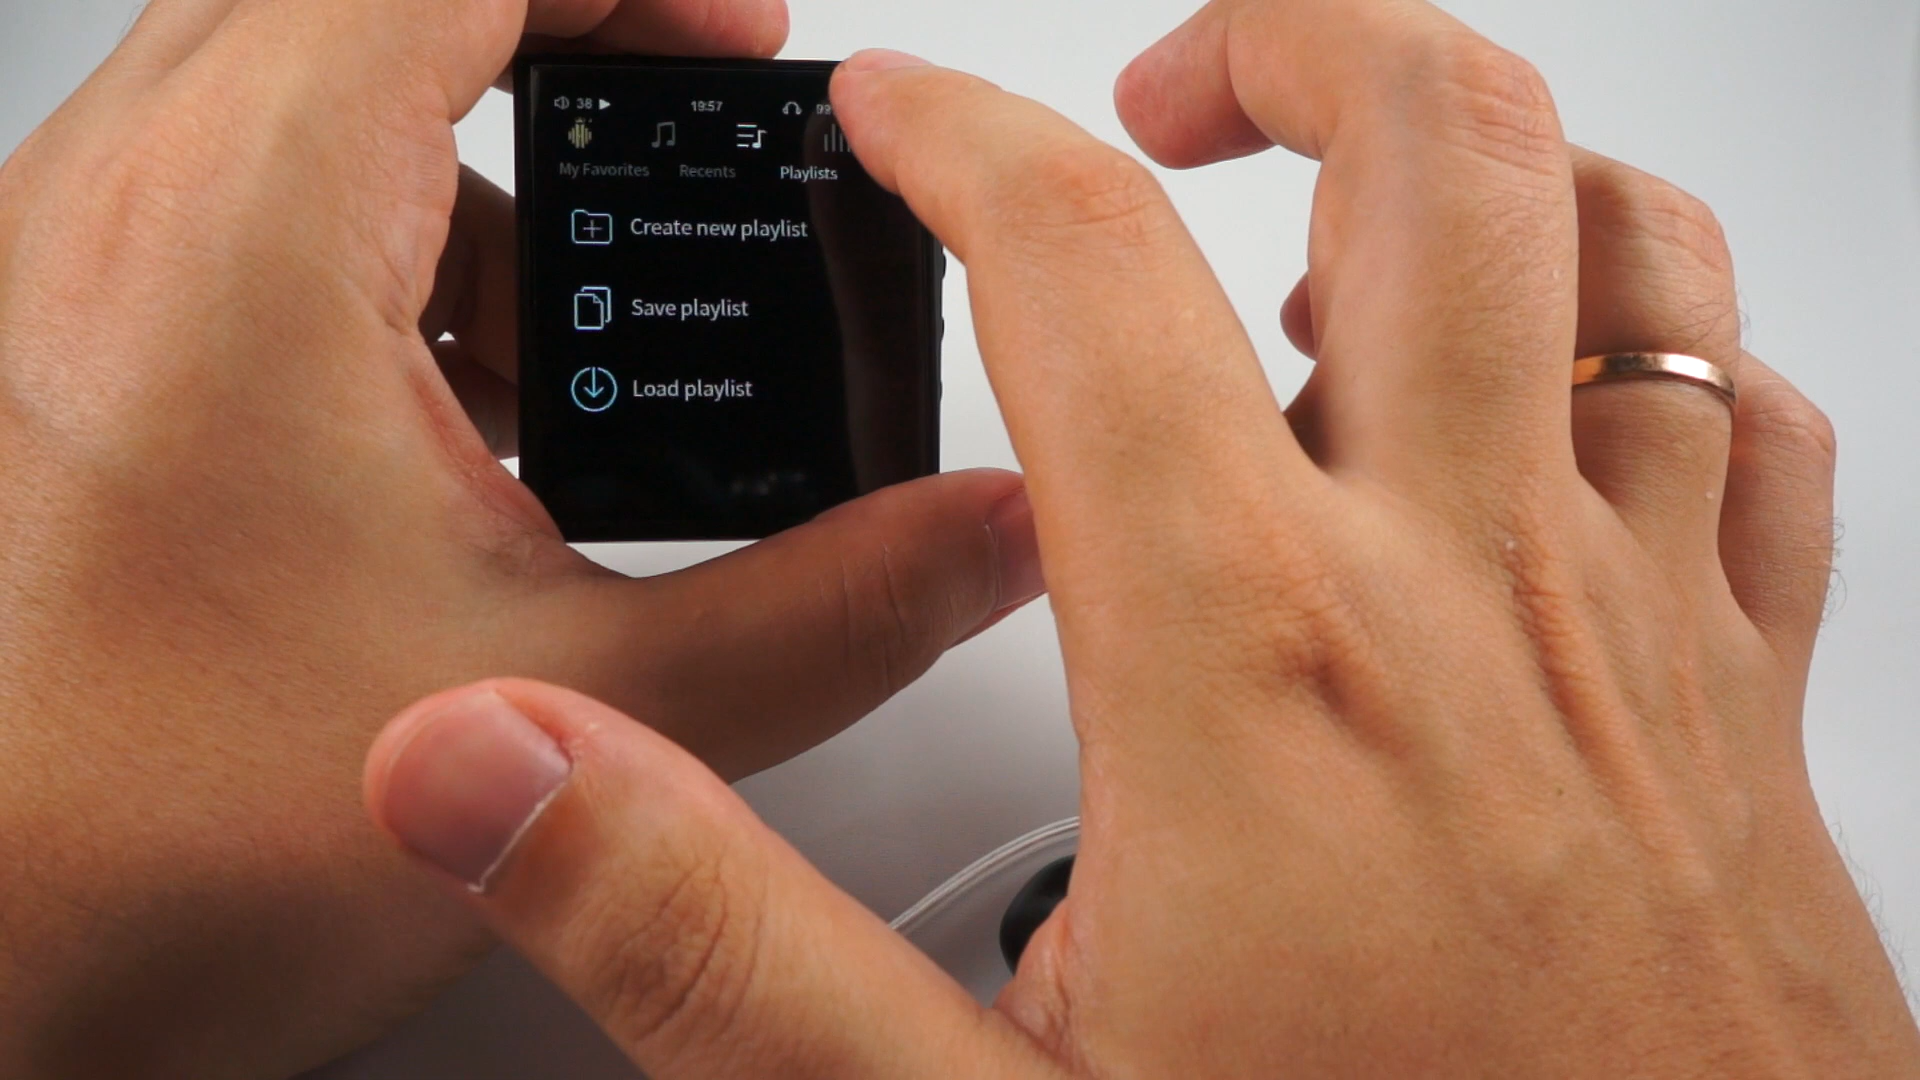 38 19:57
My Favorites Recents Playlists
Create new playlist
Save playlist
Load playlist